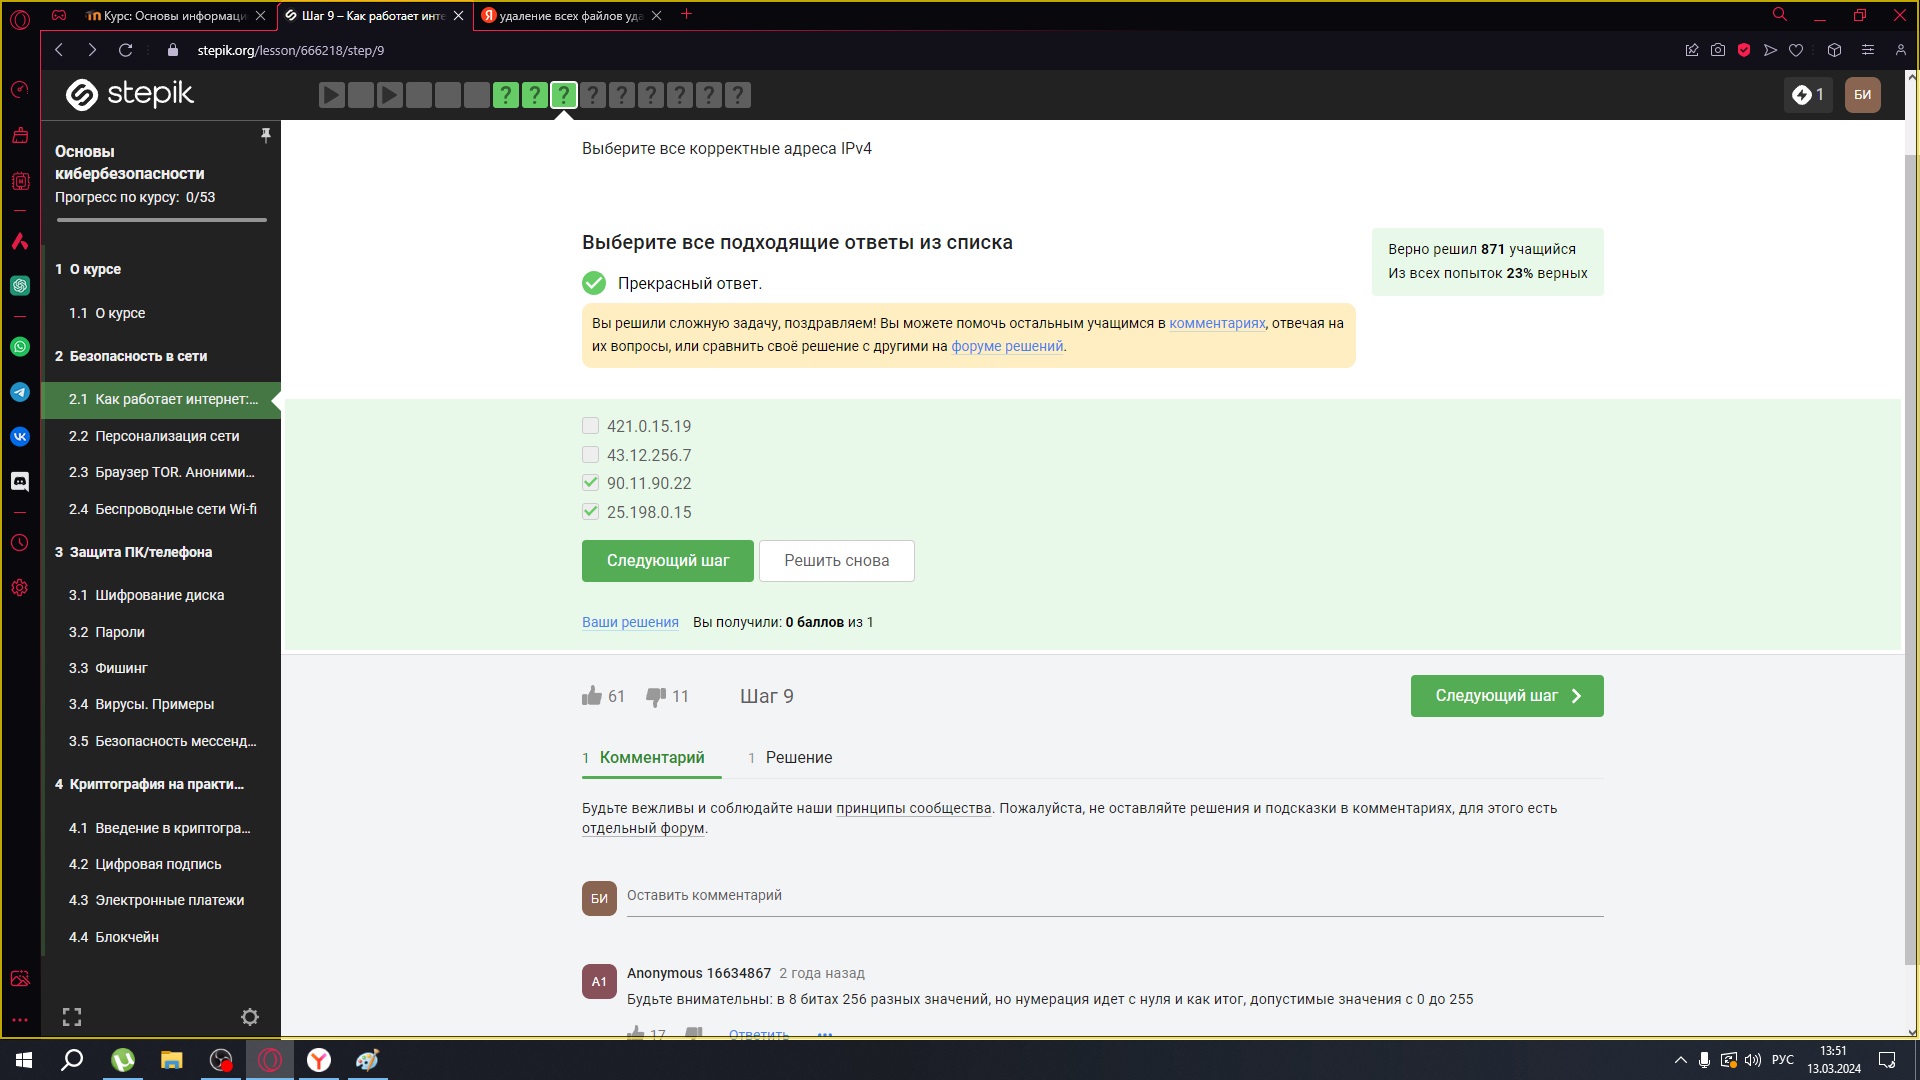 Курс: Основы информаци
Шаг 9 – Как работает инте
удаление всех файлов уда
stepik.org/lesson/666218/step/9
stepik
1
БИ
Основы
кибербезопасности
Прогресс по курсу: 0/53
1 О курсе
1.1 О курсе
2 Безопасность в сети
2.1 Как работает интернет:...
2.2 Персонализация сети
2.3 Браузер TOR. Аноними...
2.4 Беспроводные сети Wi-fi
3 Защита ПК/телефона
3.1 Шифрование диска
3.2 Пароли
3.3 Фишинг
3.4 Вирусы. Примеры
3.5 Безопасность мессенд...
4 Криптография на практи...
4.1 Введение в криптогра...
4.2 Цифровая подпись
4.3 Электронные платежи
4.4 Блокчейн
Выберите все корректные адреса IPv4
Выберите все подходящие ответы из списка
Прекрасный ответ.
Верно решил 871 учащийся
Из всех попыток 23% верных
Вы решили сложную задачу, поздравляем! Вы можете помочь остальным учащимся в комментариях, отвечая на
их вопросы, или сравнить своё решение с другими на форуме решений.
421.0.15.19
43.12.256.7
90.11.90.22
25.198.0.15
Следующий шаг
Решить снова
Ваши решения Вы получили: 0 баллов из 1
61 11 Шаг 9
Следующий шаг
1 Комментарий 1 Решение
Будьте вежливы и соблюдайте наши принципы сообщества. Пожалуйста, не оставляйте решения и подсказки в комментариях, для этого есть
отдельный форум.
БИ Оставить комментарий
A1
Anonymous 16634867 2 года назад
Будьте внимательны: в 8 битах 256 разных значений, но нумерация идет с нуля и как итог, допустимые значения с 0 до 255
17 Ответить
РУС
13:51
13.03.2024